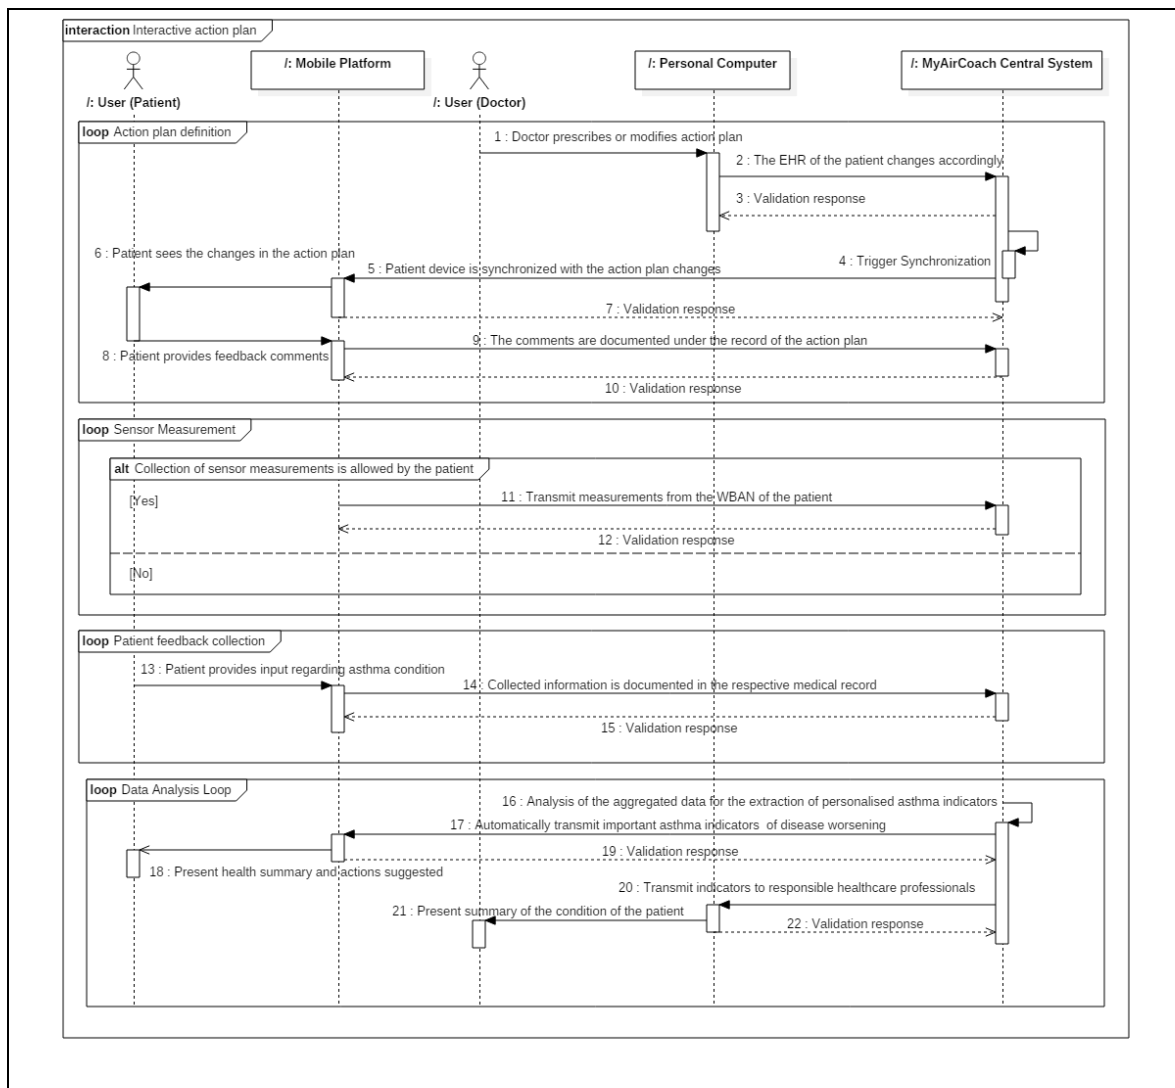 interaction Interactive action plan
/: Mobile Platform
/: Personal Computer
/: MyAirCoach Central System
/: User (Patient)
/: User (Doctor)
loop Action plan definition
1 : Doctor prescribes or modifies action plan
2 : The EHR of the patient changes accordingly
3 : Validation response
6 : Patient sees the changes in the action plan
4 : Trigger Synchronization
5 : Patient device is synchronized with the action plan changes
7 : Validation response
9 : The comments are documented under the record of the action plan
8 : Patient provides feedback comments
10 : Validation response
loop Sensor Measurement
alt Collection of sensor measurements is allowed by the patient
[Yes]
11 : Transmit measurements from the WBAN of the patient
12 : Validation response
[No]
loop Patient feedback collection
13 : Patient provides input regarding asthma condition
14 : Collected information is documented in the respective medical record
15 : Validation response
loop Data Analysis Loop
16 : Analysis of the aggregated data for the extraction of personalised asthma indicators
17 : Automatically transmit important asthma indicators of disease worsening
19 : Validation response
18 : Present health summary and actions suggested
20 : Transmit indicators to responsible healthcare professionals
21 : Present summary of the condition of the patient
22 : Validation response